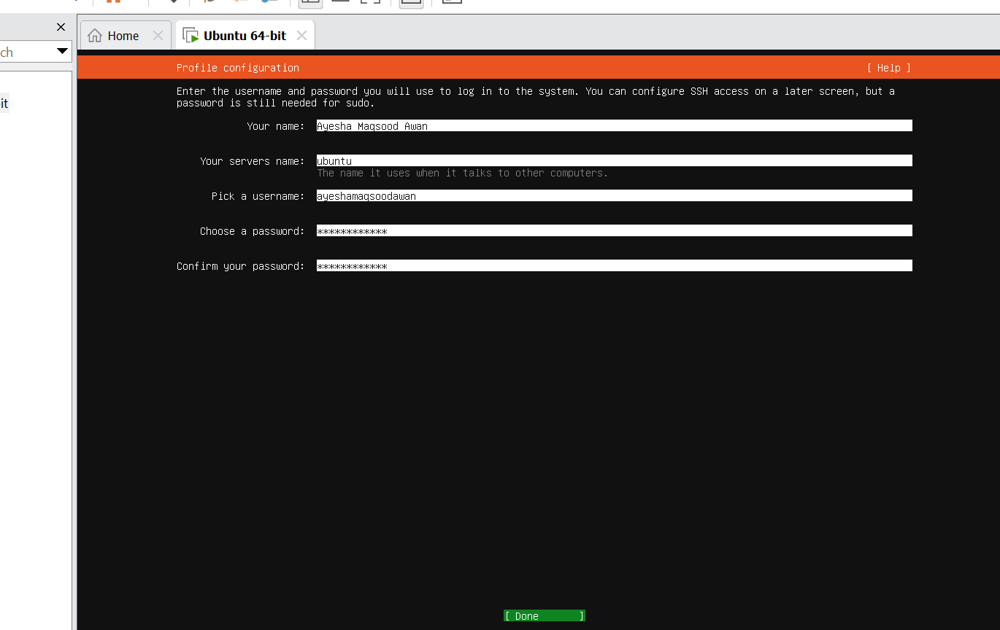 ch
it
Home
Ubuntu 64-bit
Profile configuration
[ Help ]
Enter the username and password you will use to log in to the system. You can configure SSH access on a later screen, but a
password is still needed for sudo.
Your name: Ayesha Maqsood Awan
Your servers name: ubuntu
The name it uses when it talks to other computers.
Pick a username: ayeshamaqsoodawan
Choose a password: ************
Confirm your password: ************
[ Done ]